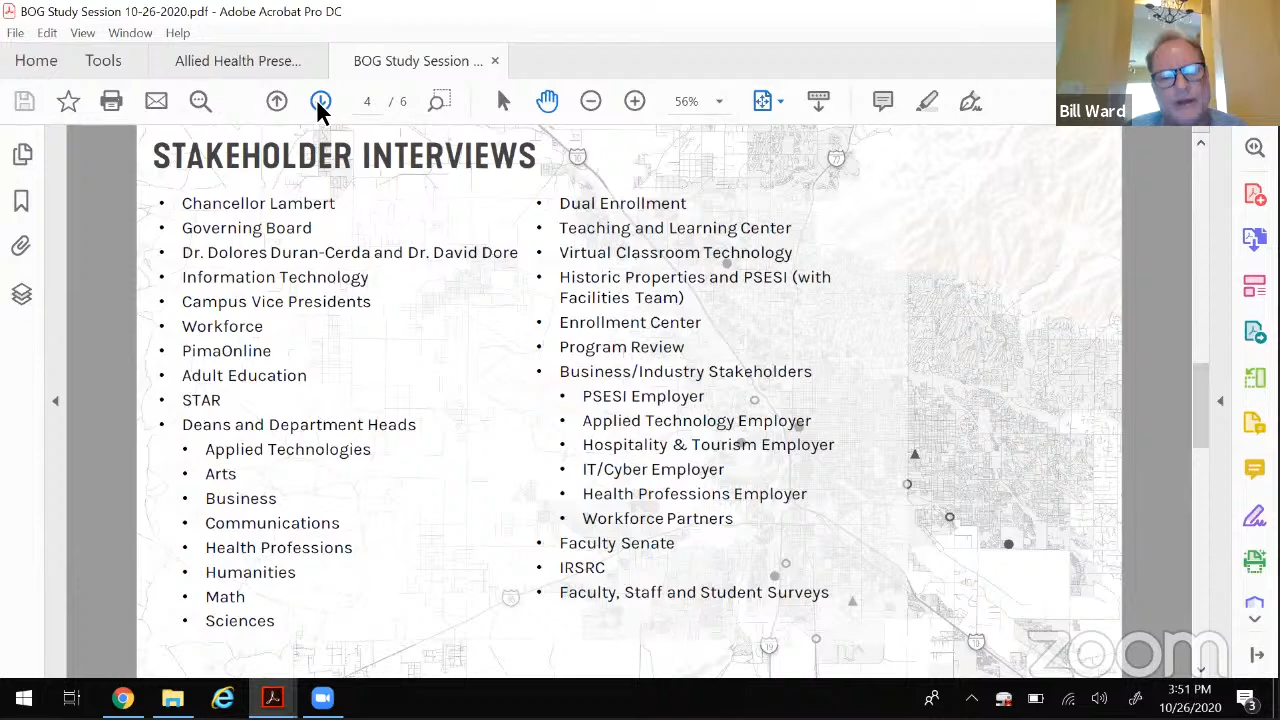 BOG Study Session 10-26-2020.pdf - Adobe Acrobat Pro DC
File Edit View Window Help
Home Tools Allied Health Prese... BOG Study Session ... ×
4 / 6 56%
Bill Ward
STAKEHOLDER INTERVIEWS
• Chancellor Lambert
• Governing Board
• Dr. Dolores Duran-Cerda and Dr. David Dore
• Information Technology
• Campus Vice Presidents
• Workforce
• PimaOnline
• Adult Education
• STAR
• Deans and Department Heads
• Applied Technologies
• Arts
• Business
• Communications
• Health Professions
• Humanities
• Math
• Sciences
• Dual Enrollment
• Teaching and Learning Center
• Virtual Classroom Technology
• Historic Properties and PSESI (with
Facilities Team)
• Enrollment Center
• Program Review
• Business/Industry Stakeholders
• PSESI Employer
• Applied Technology Employer
• Hospitality & Tourism Employer
• IT/Cyber Employer
• Health Professions Employer
• Workforce Partners
• Faculty Senate
• IRSRC
• Faculty, Staff and Student Surveys
10
19
10
zoom
3:51 PM
10/26/2020
3